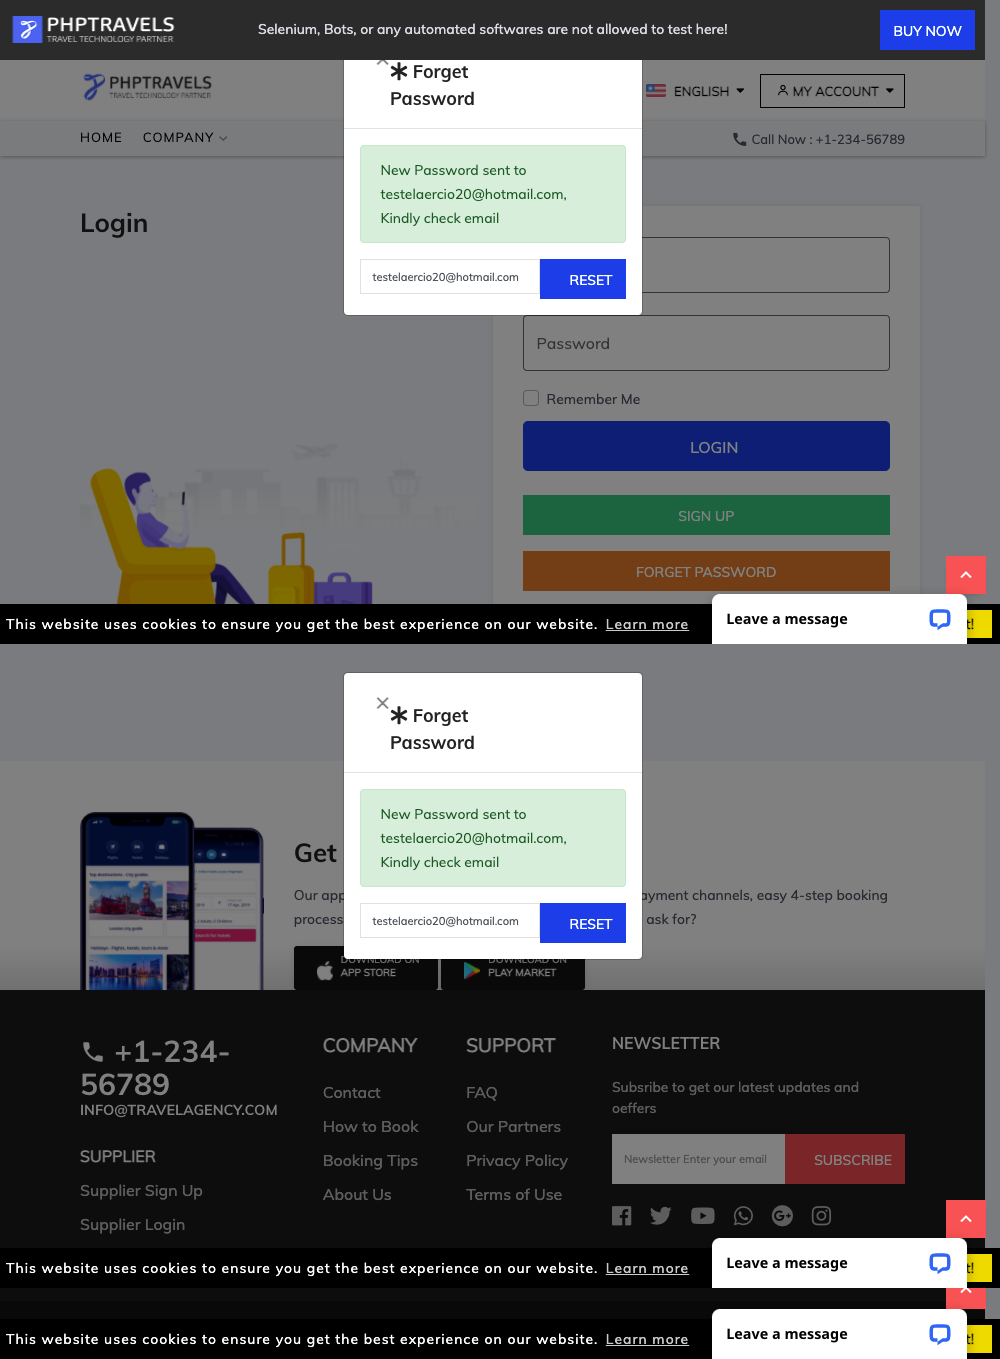 PHPTRAVELS
TRAVEL TECHNOLOGY PARTNER
Selenium, Bots, or any automated softwares are not allowed to test here!
BUY NOW
PHPTRAVELS
TRAVEL TECHNOLOGY PARTNER
ENGLISH
MY ACCOUNT
HOME
COMPANY
Call Now : +1-234-56789
× Forget
Password
New Password sent to
testelaercio20@hotmail.com,
Kindly check email
testelaercio20@hotmail.com
RESET
Login
Password
Remember Me
LOGIN
SIGN UP
FORGET PASSWORD
This website uses cookies to ensure you get the best experience on our website. Learn more
Leave a message
t!
× Forget
Password
New Password sent to
testelaercio20@hotmail.com,
Kindly check email
testelaercio20@hotmail.com
RESET
Get
Our app
yment channels, easy 4-step booking
process
ask for?
DOWNLOAD ON
APP STORE
DOWNLOAD ON
PLAY MARKET
+1-234-
56789
INFO@TRAVELAGENCY.COM
SUPPLIER
Supplier Sign Up
Supplier Login
COMPANY
Contact
How to Book
Booking Tips
About Us
SUPPORT
FAQ
Our Partners
Privacy Policy
Terms of Use
NEWSLETTER
Subsribe to get our latest updates and
oeffers
Newsletter Enter your email
SUBSCRIBE
This website uses cookies to ensure you get the best experience on our website. Learn more
Leave a message
t!
This website uses cookies to ensure you get the best experience on our website. Learn more
Leave a message
t!